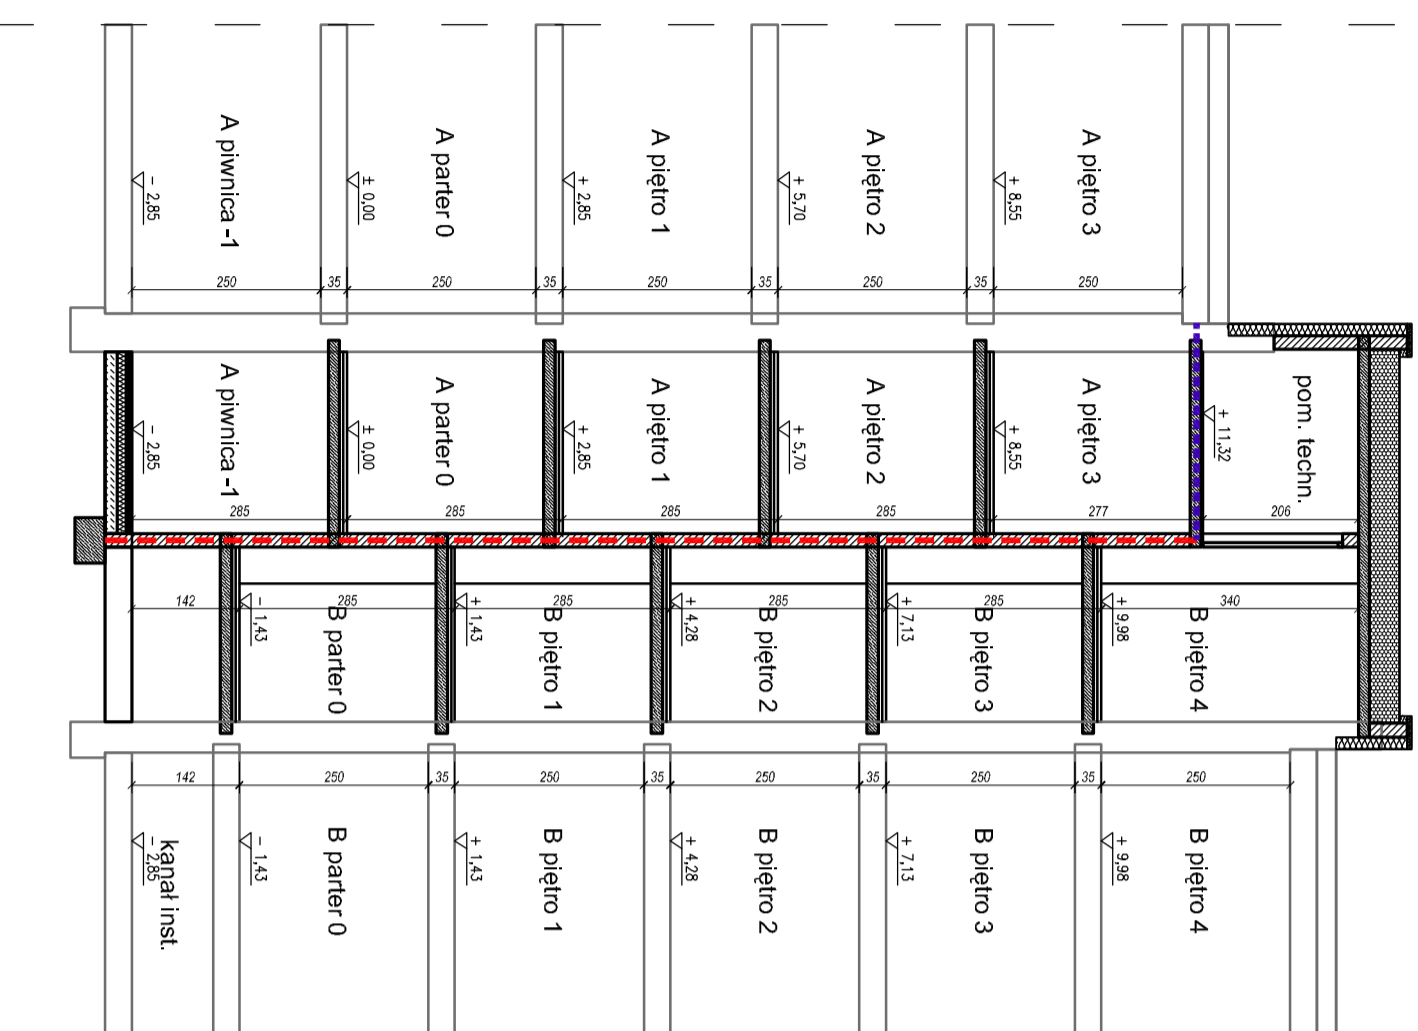 A piwnica -1
A parter 0
A piętro 1
A piętro 2
A piętro 3
- 2,85
± 0,00
+ 2,85
+ 5,70
+ 8,55
250
35
250
35
250
35
250
35
250
A piwnica -1
A parter 0
A piętro 1
A piętro 2
A piętro 3
pom. techn.
- 2,85
± 0,00
+ 2,85
+ 5,70
+ 8,55
+ 11,32
285
285
285
285
277
206
142
285
285
285
285
340
- 1,43
+ 1,43
+ 4,28
+ 7,13
+ 9,98
B parter 0
B piętro 1
B piętro 2
B piętro 3
B piętro 4
142
250
35
250
35
250
35
250
35
250
kanał inst.
B parter 0
B piętro 1
B piętro 2
B piętro 3
B piętro 4
- 2,85
- 1,43
+ 1,43
+ 4,28
+ 7,13
+ 9,98